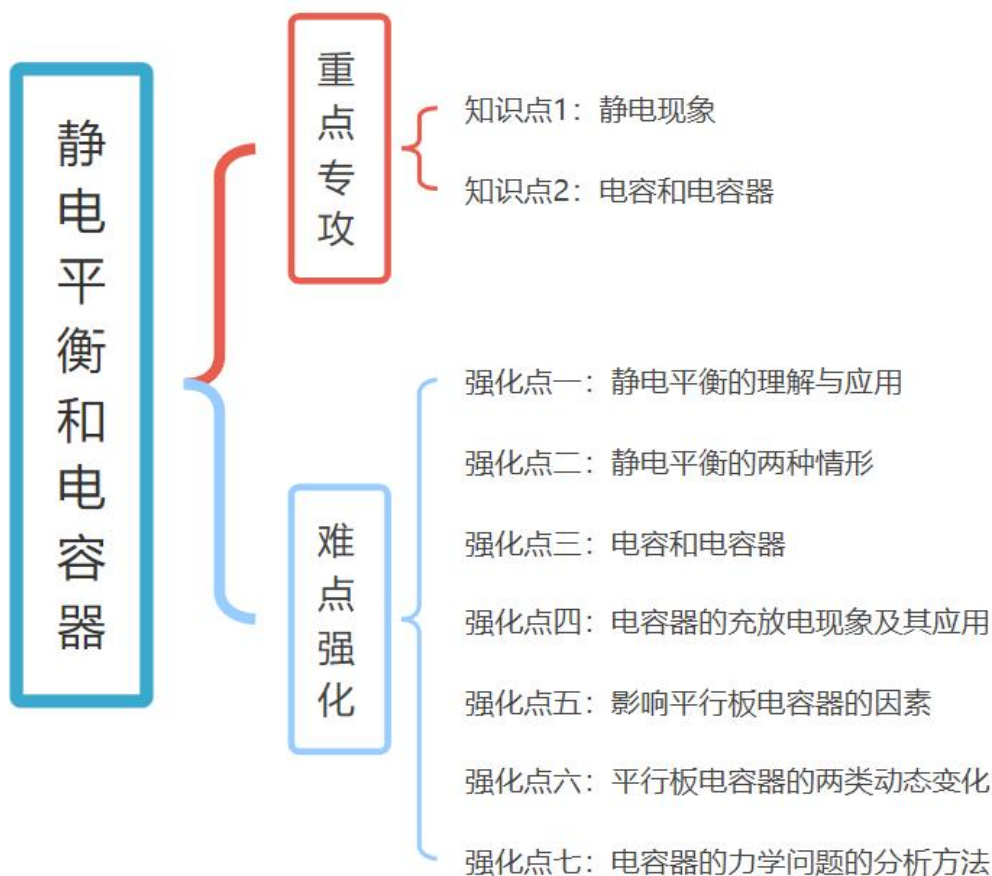 静电平衡和电容器
重点专攻
知识点1：静电现象
知识点2：电容和电容器
难点强化
强化点一：静电平衡的理解与应用
强化点二：静电平衡的两种情形
强化点三：电容和电容器
强化点四：电容器的充放电现象及其应用
强化点五：影响平行板电容器的因素
强化点六：平行板电容器的两类动态变化
强化点七：电容器的力学问题的分析方法